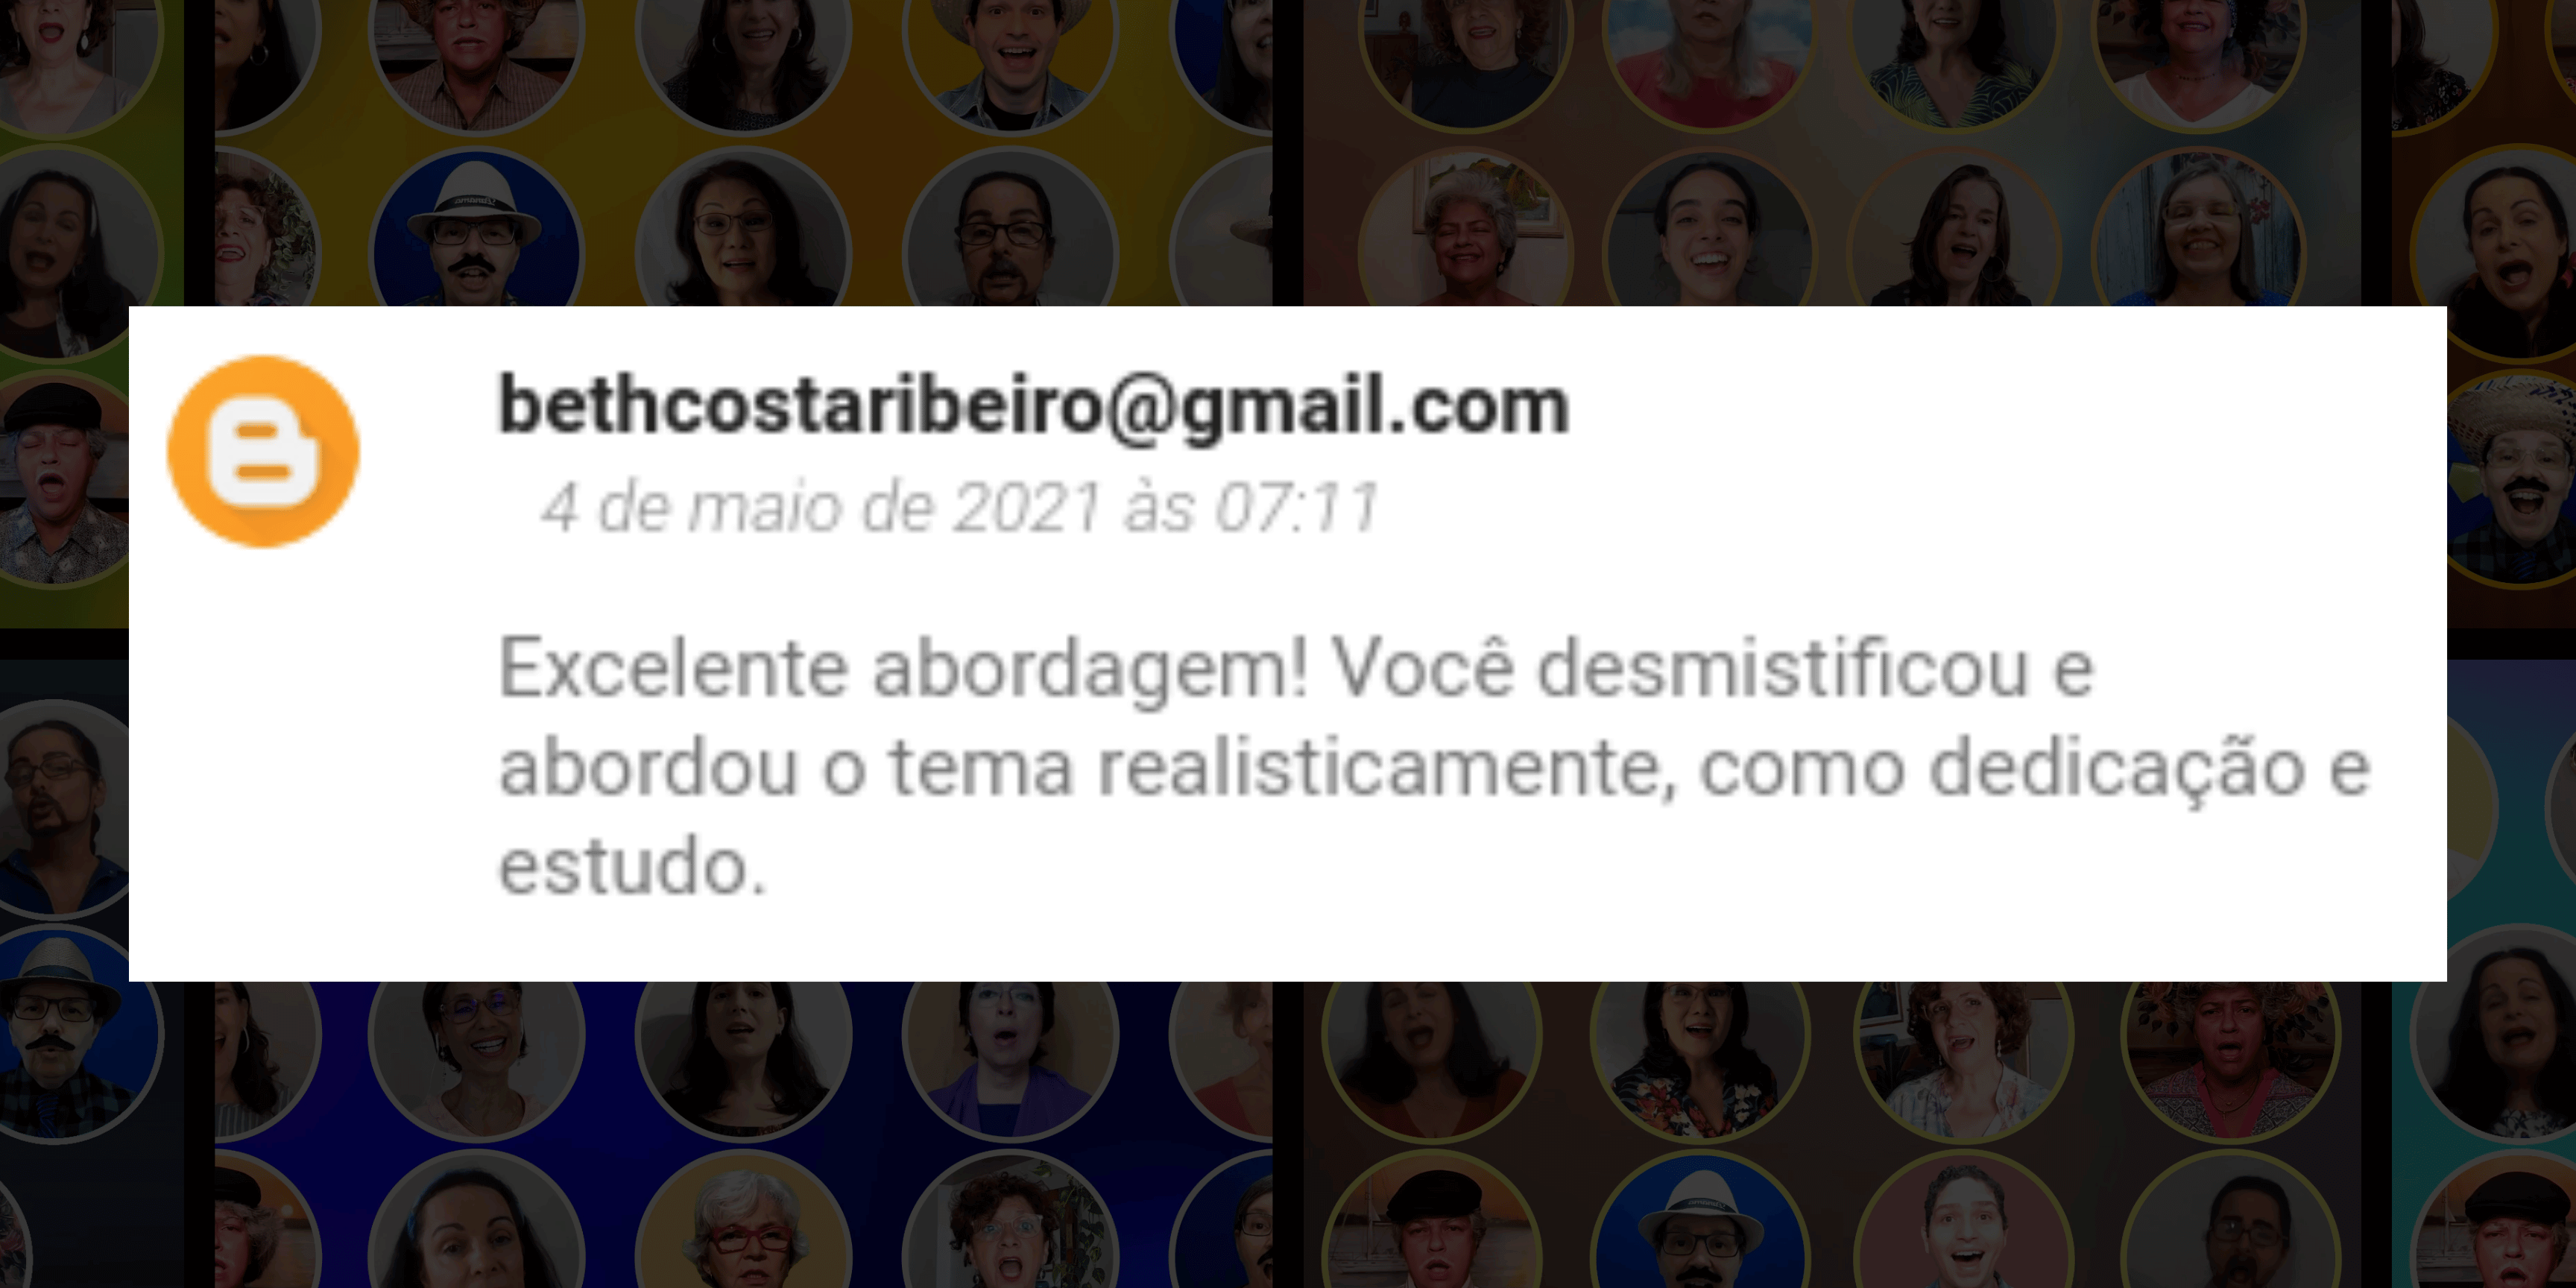 bethcostaribeiro@gmail.com
4 de maio de 2021 às 07:11
Excelente abordagem! Você desmistificou e
abordou o tema realisticamente, como dedicação e
estudo.